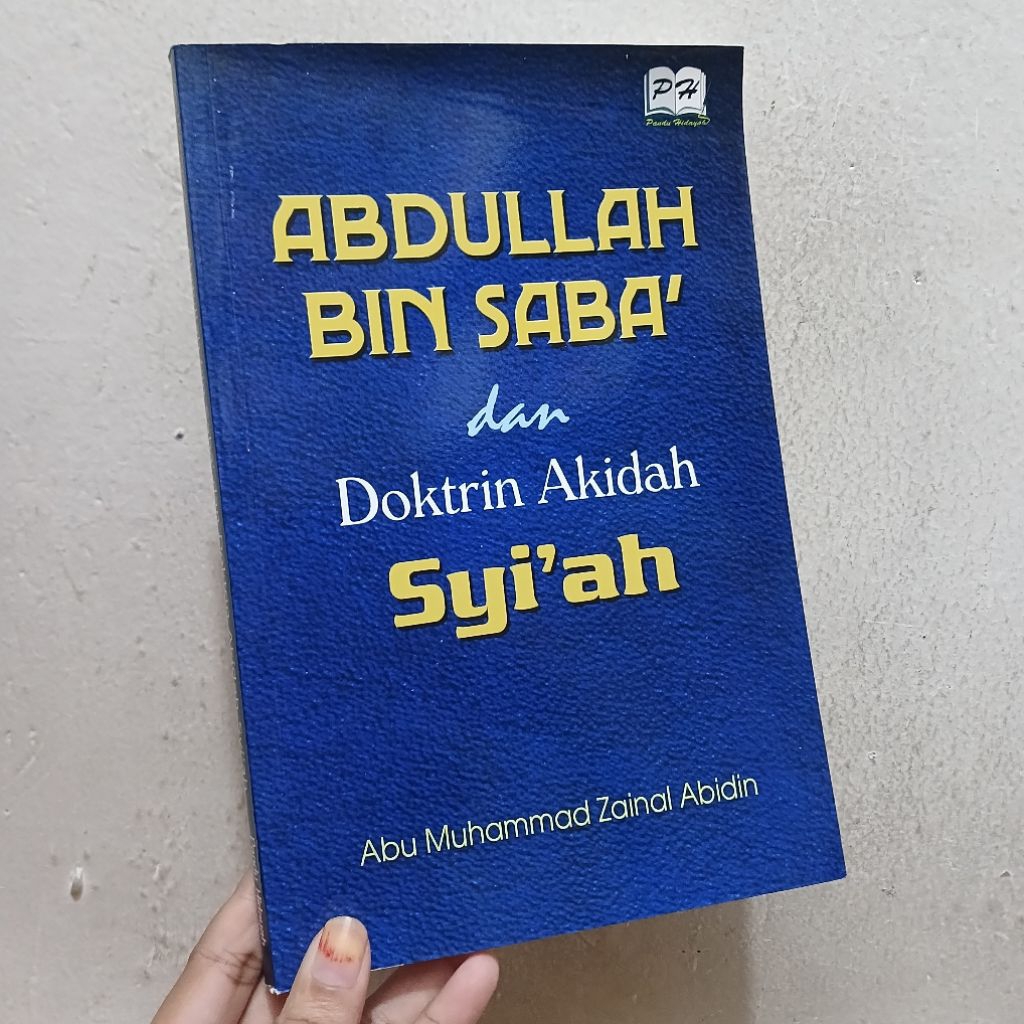 PH
Pandu Hidayah
ABDULLAH
BIN SABA'
dan
Doktrin Akidah
Syi'ah
Abu Muhammad Zainal Abidin